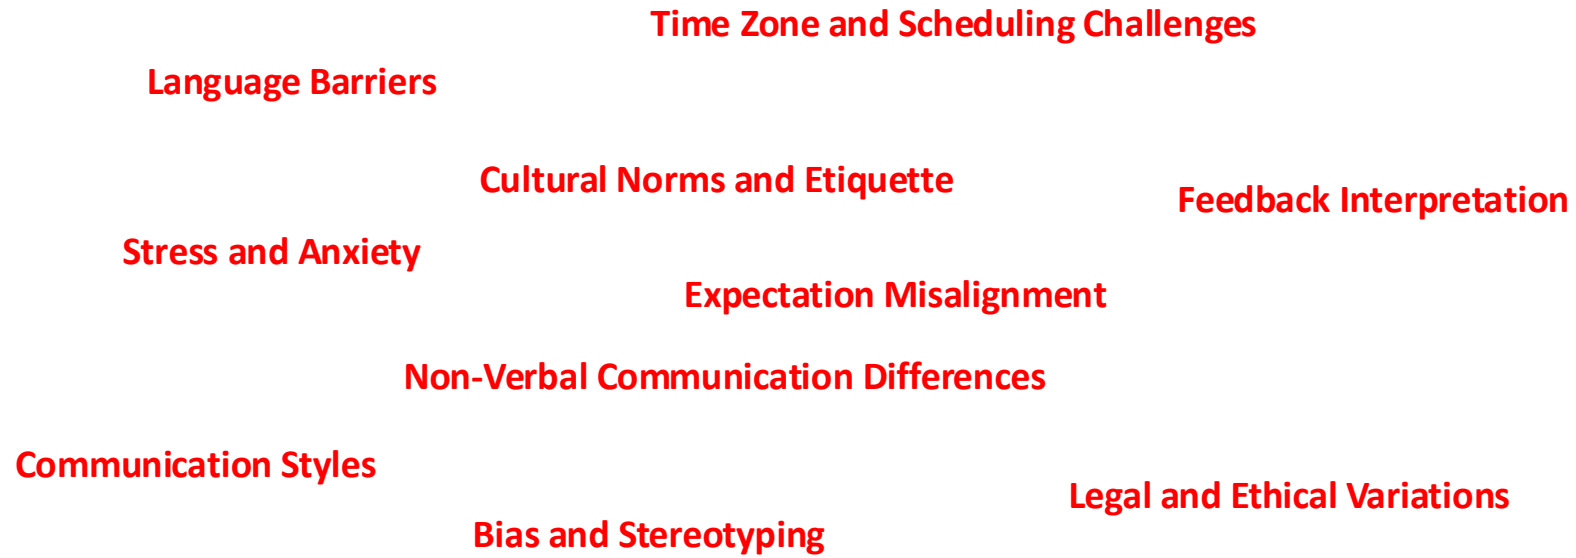 Time Zone and Scheduling Challenges
Language Barriers
Cultural Norms and Etiquette
Feedback Interpretation
Stress and Anxiety
Expectation Misalignment
Non-Verbal Communication Differences
Communication Styles
Legal and Ethical Variations
Bias and Stereotyping